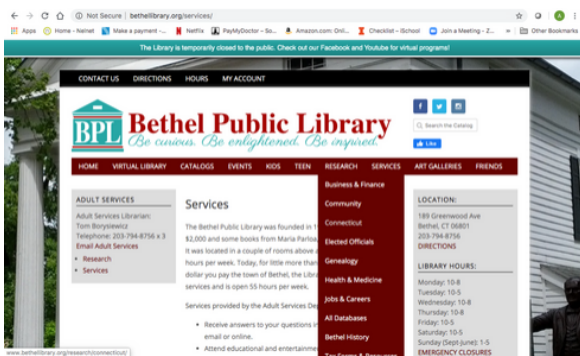 Not Secure | bethellibrary.org/services/
Apps Home - Nelnet Make a payment -... Netflix PayMyDoctor - So... Amazon.com: Onl... Checklist – iSchool Join a Meeting - Z... » Other Bookmarks
The Library is temporarily closed to the public. Check out our Facebook and Youtube for virtual programs!
CONTACT US DIRECTIONS HOURS MY ACCOUNT
BPL Bethel Public Library
Be curious. Be enlightened. Be inspired.
Search the Catalog
Like
HOME VIRTUAL LIBRARY CATALOGS EVENTS KIDS TEEN RESEARCH SERVICES ART GALLERIES FRIENDS
ADULT SERVICES
Adult Services Librarian:
Tom Borysiewicz
Telephone: 203-794-8756 x 3
Email Adult Services
Research
Services
Services
The Bethel Public Library was founded in 1
$2,000 and some books from Maria Parloa,
It was located in a couple of rooms above a
hours per week. Today, for little more than
dollar you pay the town of Bethel, the Libra
services and is open 55 hours per week.
Services provided by the Adult Services Dep
Receive answers to your questions in
email or online.
Attend educational and entertainme
Business & Finance
Community
Connecticut
Elected Officials
Genealogy
Health & Medicine
Jobs & Careers
All Databases
Bethel History
Tax Forms & Resources
LOCATION:
189 Greenwood Ave
Bethel, CT 06801
203-794-8756
DIRECTIONS
LIBRARY HOURS:
Monday: 10-8
Tuesday: 10-5
Wednesday: 10-8
Thursday: 10-8
Friday: 10-5
Saturday: 10-5
Sunday (Sept-June): 1-5
EMERGENCY CLOSURES
www.bethellibrary.org/research/connecticut/